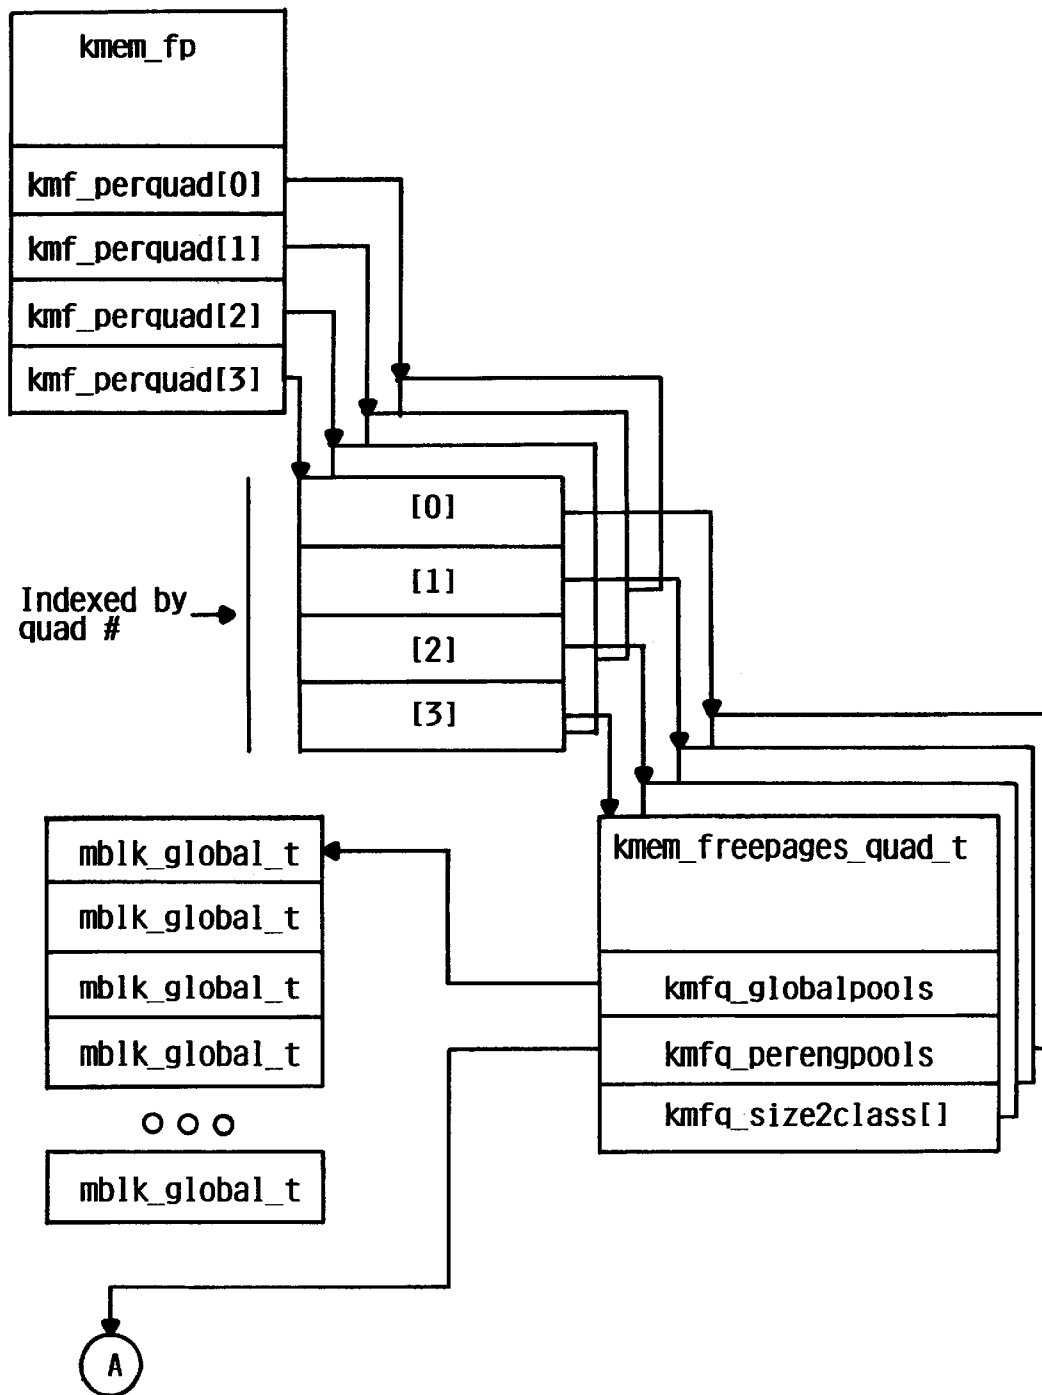 kmem_fp
kmf_perquad[0]
kmf_perquad[1]
kmf_perquad[2]
kmf_perquad[3]
[0]
[1]
[2]
[3]
Indexed by
quad #
mblk_global_t
mblk_global_t
mblk_global_t
mblk_global_t
mblk_global_t
kmem_freepages_quad_t
kmfq_globalpools
kmfq_perengpools
kmfq_size2class[]
A